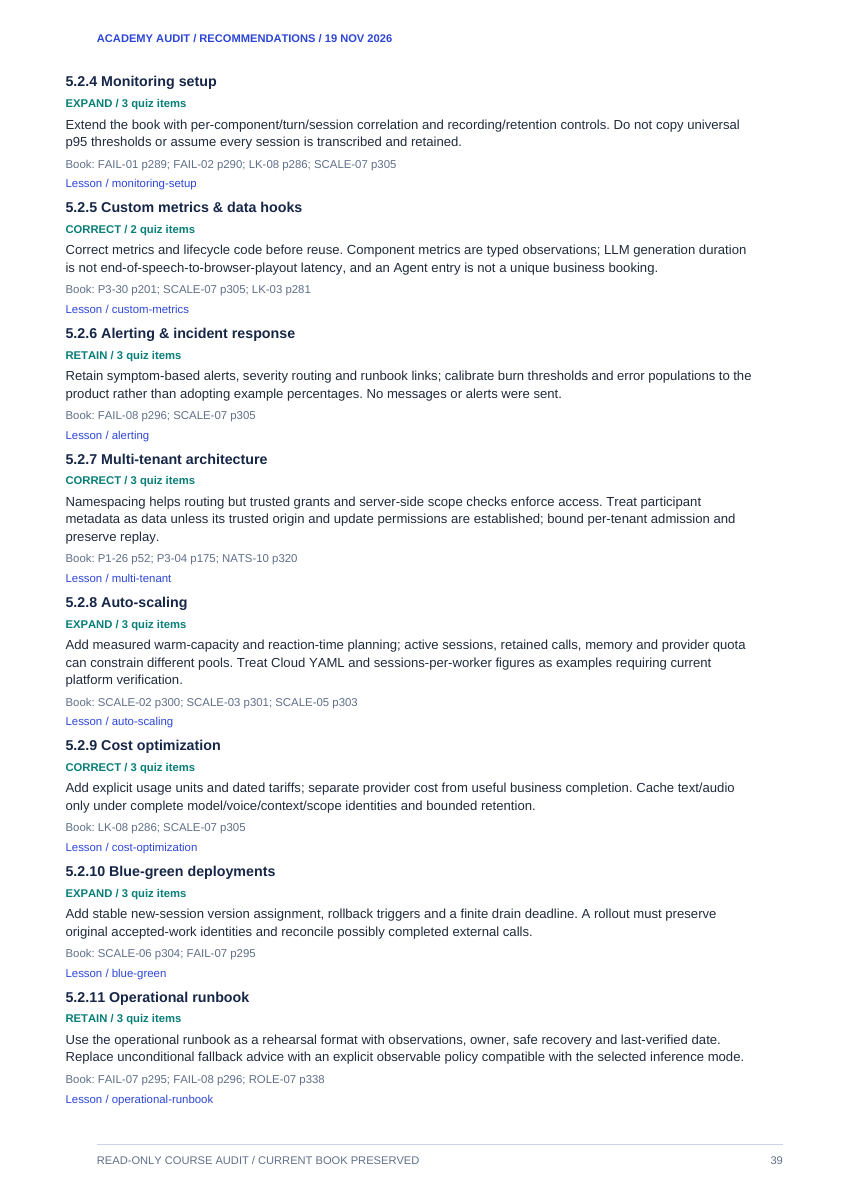 ACADEMY AUDIT / RECOMMENDATIONS / 19 NOV 2026
5.2.4 Monitoring setup
EXPAND / 3 quiz items
Extend the book with per-component/turn/session correlation and recording/retention controls. Do not copy universal
p95 thresholds or assume every session is transcribed and retained.
Book: FAIL-01 p289; FAIL-02 p290; LK-08 p286; SCALE-07 p305
Lesson / monitoring-setup
5.2.5 Custom metrics & data hooks
CORRECT / 2 quiz items
Correct metrics and lifecycle code before reuse. Component metrics are typed observations; LLM generation duration
is not end-of-speech-to-browser-playout latency, and an Agent entry is not a unique business booking.
Book: P3-30 p201; SCALE-07 p305; LK-03 p281
Lesson / custom-metrics
5.2.6 Alerting & incident response
RETAIN / 3 quiz items
Retain symptom-based alerts, severity routing and runbook links; calibrate burn thresholds and error populations to the
product rather than adopting example percentages. No messages or alerts were sent.
Book: FAIL-08 p296; SCALE-07 p305
Lesson / alerting
5.2.7 Multi-tenant architecture
CORRECT / 3 quiz items
Namespacing helps routing but trusted grants and server-side scope checks enforce access. Treat participant
metadata as data unless its trusted origin and update permissions are established; bound per-tenant admission and
preserve replay.
Book: P1-26 p52; P3-04 p175; NATS-10 p320
Lesson / multi-tenant
5.2.8 Auto-scaling
EXPAND / 3 quiz items
Add measured warm-capacity and reaction-time planning; active sessions, retained calls, memory and provider quota
can constrain different pools. Treat Cloud YAML and sessions-per-worker figures as examples requiring current
platform verification.
Book: SCALE-02 p300; SCALE-03 p301; SCALE-05 p303
Lesson / auto-scaling
5.2.9 Cost optimization
CORRECT / 3 quiz items
Add explicit usage units and dated tariffs; separate provider cost from useful business completion. Cache text/audio
only under complete model/voice/context/scope identities and bounded retention.
Book: LK-08 p286; SCALE-07 p305
Lesson / cost-optimization
5.2.10 Blue-green deployments
EXPAND / 3 quiz items
Add stable new-session version assignment, rollback triggers and a finite drain deadline. A rollout must preserve
original accepted-work identities and reconcile possibly completed external calls.
Book: SCALE-06 p304; FAIL-07 p295
Lesson / blue-green
5.2.11 Operational runbook
RETAIN / 3 quiz items
Use the operational runbook as a rehearsal format with observations, owner, safe recovery and last-verified date.
Replace unconditional fallback advice with an explicit observable policy compatible with the selected inference mode.
Book: FAIL-07 p295; FAIL-08 p296; ROLE-07 p338
Lesson / operational-runbook
READ-ONLY COURSE AUDIT / CURRENT BOOK PRESERVED
39